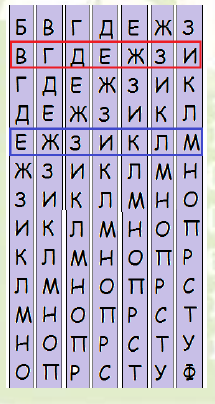 Б В Г Д Е Ж З
В Г Д Е Ж З И
Г Д Е Ж З И К
Д Е Ж З И К Л
Е Ж З И К Л М
Ж З И К Л М Н
З И К Л М Н О
И К Л М Н О П
К Л М Н О П Р
Л М Н О П Р С
М Н О П Р С Т
Н О П Р С Т У
О П Р С Т У Ф